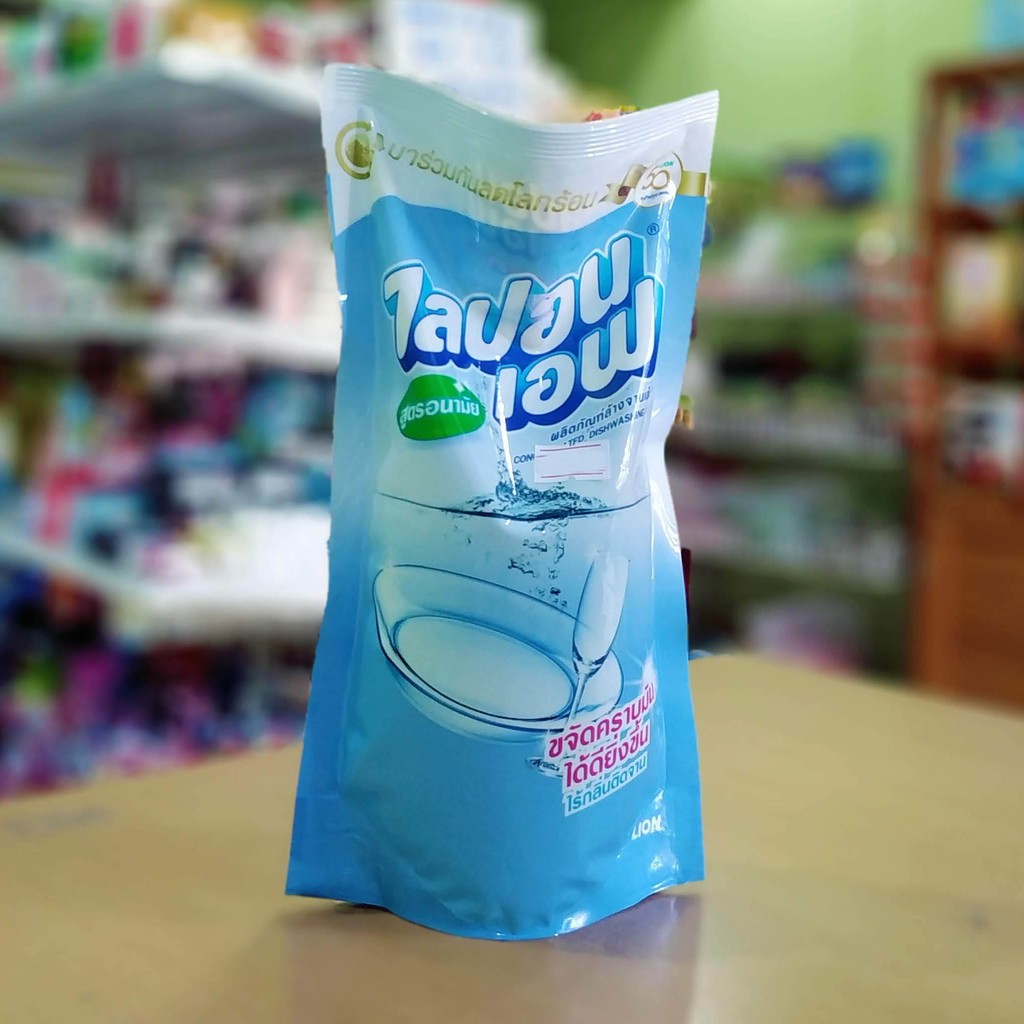 มาร่วมกันลดโลกร้อน
50
ไลปอน
เอฟ
®
สูตรอนามัย
ผลิตภัณฑ์ล้างจาน
DISHWASHING
ขจัดคราบมัน
ได้ดียิ่งขึ้น
ไร้กลิ่นติดจาน
LION